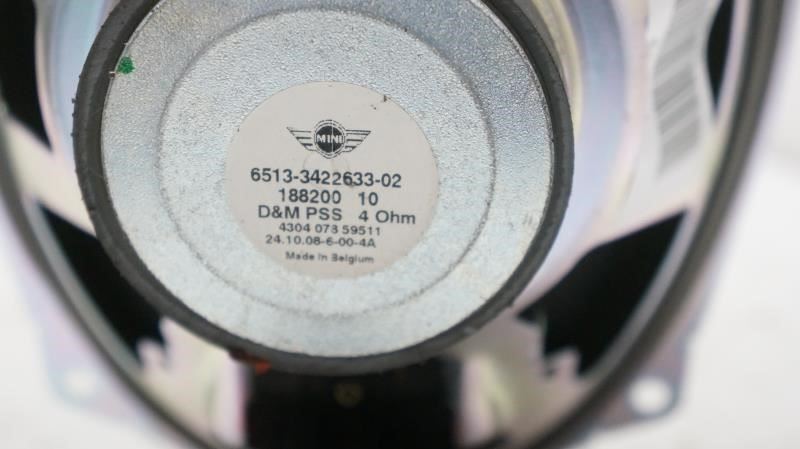 MINI
6513-3422633-02
188200 10
D&M PSS 4 Ohm
4304 073 59511
24.10.08-6-00-4A
Made in Belgium